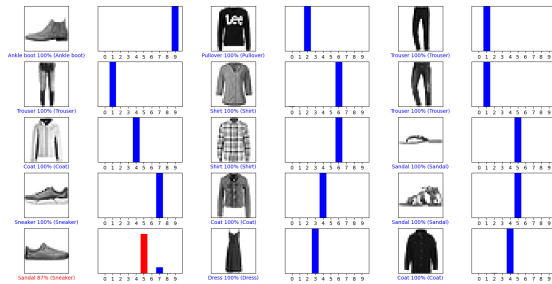 Ankle boot 100% (Ankle boot)
0 1 2 3 4 5 6 7 8 9
Lee
Pullover 100% (Pullover)
0 1 2 3 4 5 6 7 8 9
Trouser 100% (Trouser)
0 1 2 3 4 5 6 7 8 9
Trouser 100% (Trouser)
0 1 2 3 4 5 6 7 8 9
Shirt 100% (Shirt)
0 1 2 3 4 5 6 7 8 9
Trouser 100% (Trouser)
0 1 2 3 4 5 6 7 8 9
Coat 100% (Coat)
0 1 2 3 4 5 6 7 8 9
Shirt 100% (Shirt)
0 1 2 3 4 5 6 7 8 9
Sandal 100% (Sandal)
0 1 2 3 4 5 6 7 8 9
Sneaker 100% (Sneaker)
0 1 2 3 4 5 6 7 8 9
Coat 100% (Coat)
0 1 2 3 4 5 6 7 8 9
Sandal 100% (Sandal)
0 1 2 3 4 5 6 7 8 9
Sandal 87% (Sneaker)
0 1 2 3 4 5 6 7 8 9
Dress 100% (Dress)
0 1 2 3 4 5 6 7 8 9
Coat 100% (Coat)
0 1 2 3 4 5 6 7 8 9